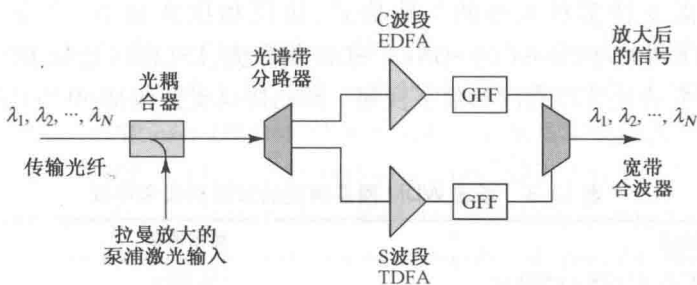 C波段
EDFA
放大后
的信号
光耦
合器
光谱带
分路器
GFF
λ1, λ2, ···, λN
λ1, λ2, ···, λN
传输光纤
宽带
合波器
GFF
拉曼放大的
泵浦激光输入
S波段
TDFA